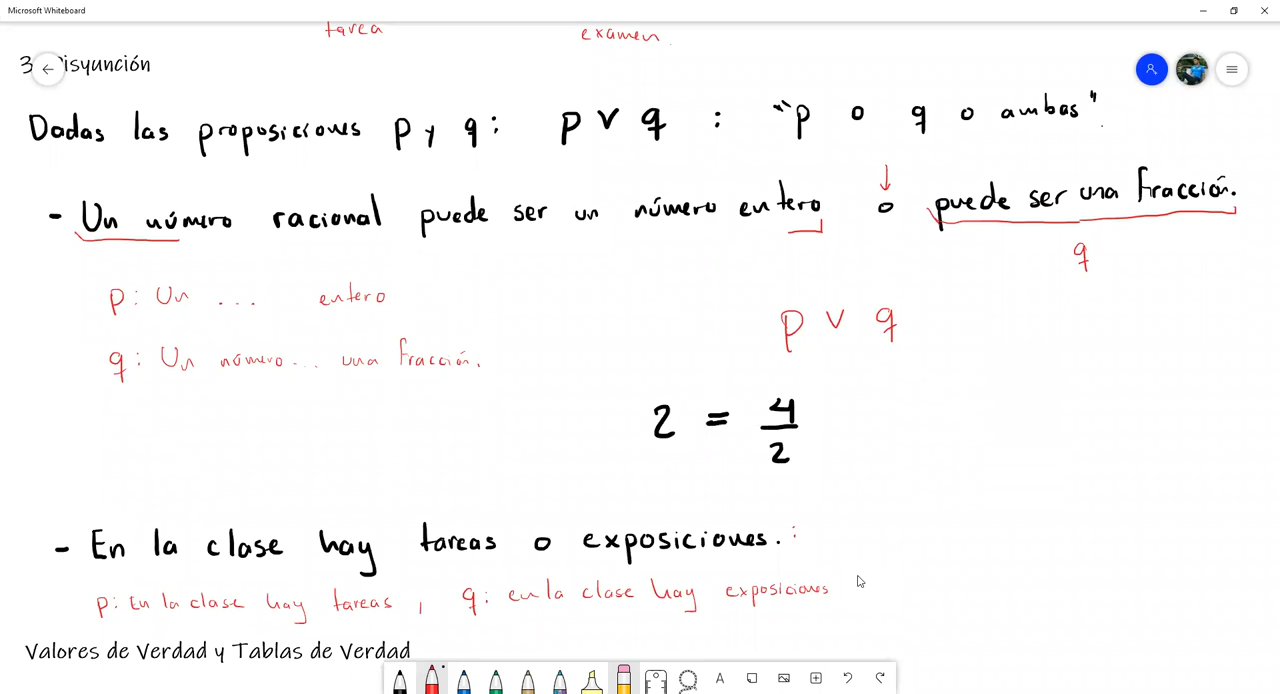 Microsoft Whiteboard
tarea examen.
3. Disyunción
Dadas las proposiciones p y q: p ∨ q : "p o q o ambas".
- Un número racional puede ser un número entero o puede ser una fracción.
q
p: Un ... entero
p ∨ q
q: Un número... una fracción.
2 = 4/2
- En la clase hay tareas o exposiciones. :
p: En la clase hay tareas , q: en la clase hay exposiciones
Valores de Verdad y Tablas de Verdad
A